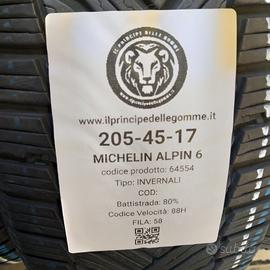 IL PRINCIPE DELLE GOMME
www.ilprincipedellegomme.it
www.ilprincipedellegomme.it
205-45-17
MICHELIN ALPIN 6
codice prodotto: 64554
Tipo: INVERNALI
COD:
Battistrada: 80%
Codice Velocità: 88H
FILA: 58
subito